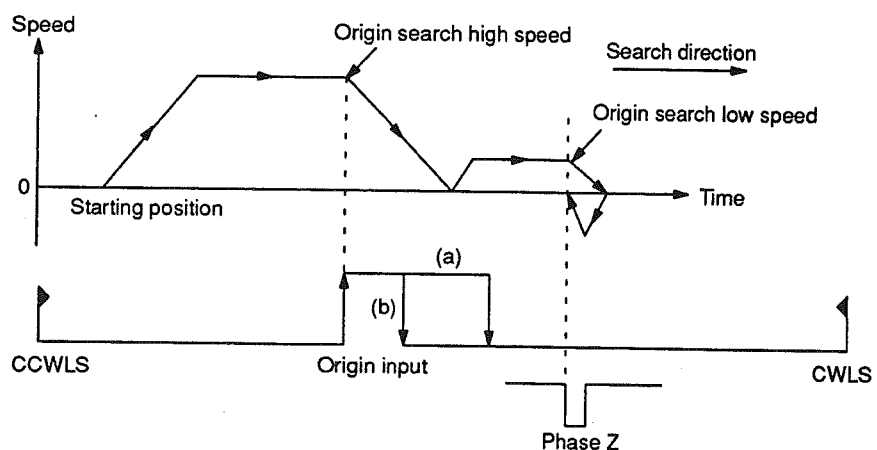 Speed
Origin search high speed
Search direction
Origin search low speed
0
Starting position
Time
(a)
(b)
CCWLS
Origin input
CWLS
Phase Z